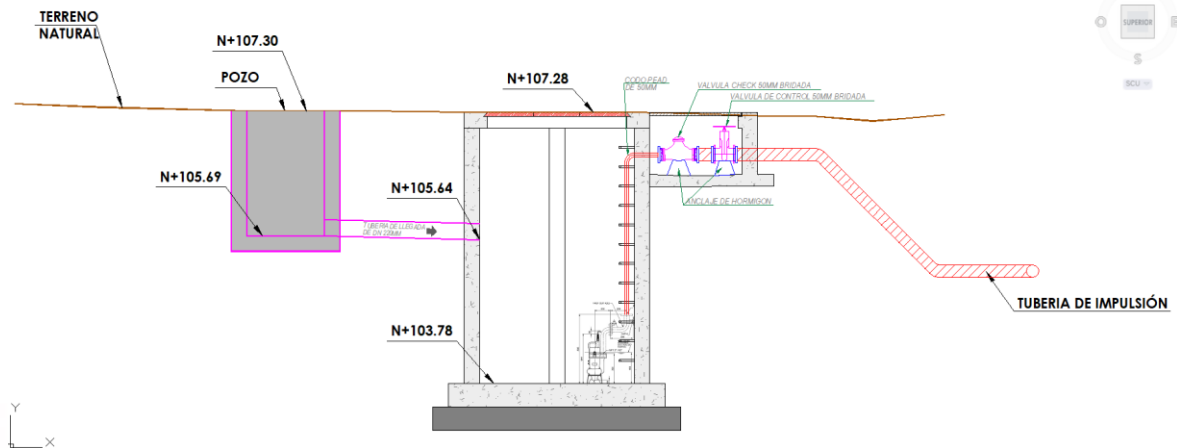 TERRENO
NATURAL
N+107.30
POZO
N+107.28
CODO PEAD
DE 50MM
VALVULA CHECK 50MM BRIDADA
VALVULA DE CONTROL 50MM BRIDADA
SUPERIOR
S
SCU
N+105.69
N+105.64
TUBERIA DE LLEGADA
ANCLAJE DE HORMIGON
TUBERIA DE IMPULSIÓN
N+103.78
Y
X